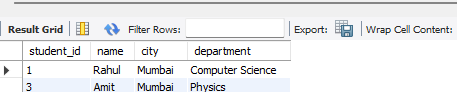 Result Grid Filter Rows: Export: Wrap Cell Content:
student_id name city department
1 Rahul Mumbai Computer Science
3 Amit Mumbai Physics